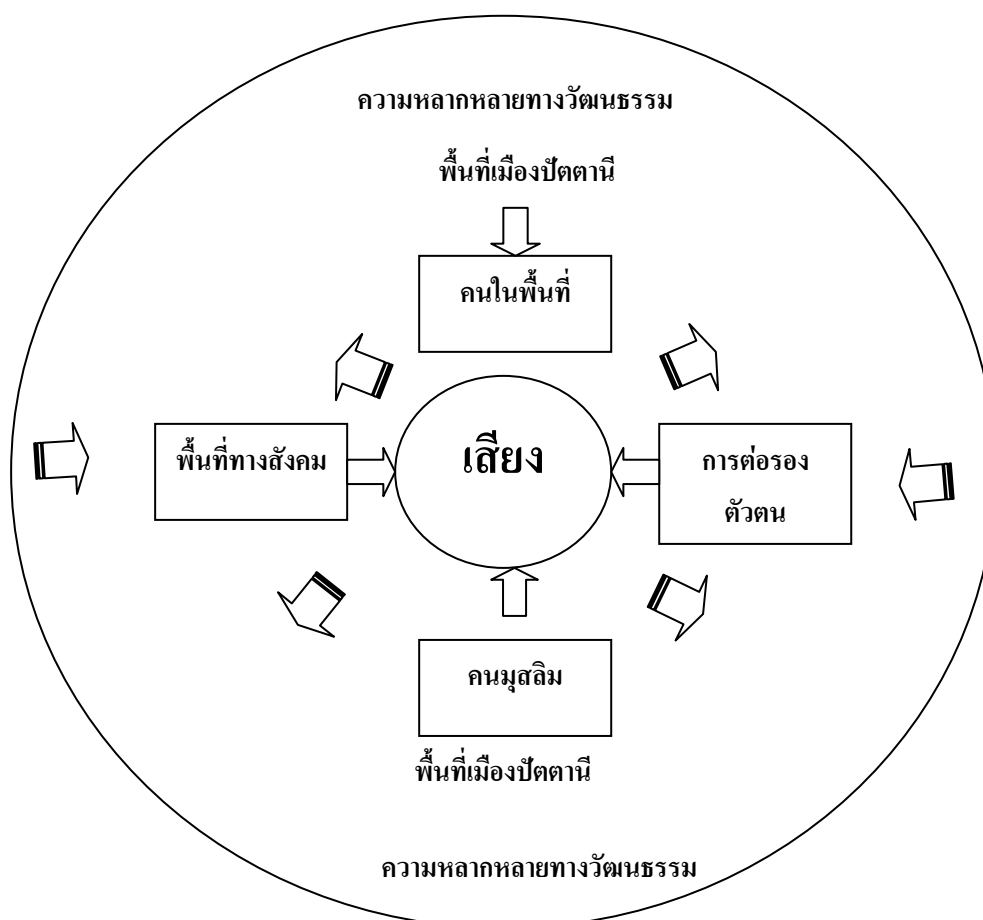 ความหลากหลายทางวัฒนธรรม
พื้นที่เมืองปัตตานี
คนในพื้นที่
เสียง
พื้นที่ทางสังคม
การต่อรอง
ตัวตน
คนมุสลิม
พื้นที่เมืองปัตตานี
ความหลากหลายทางวัฒนธรรม